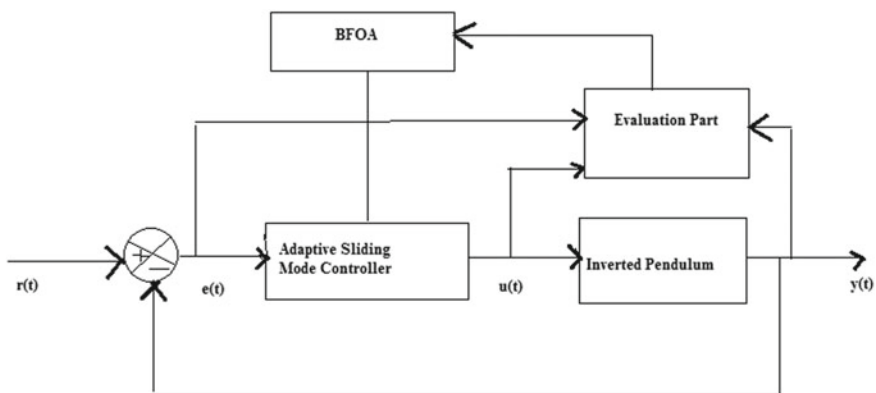 BFOA
Evaluation Part
+
−
Adaptive Sliding
Mode Controller
Inverted Pendulum
r(t)
e(t)
u(t)
y(t)